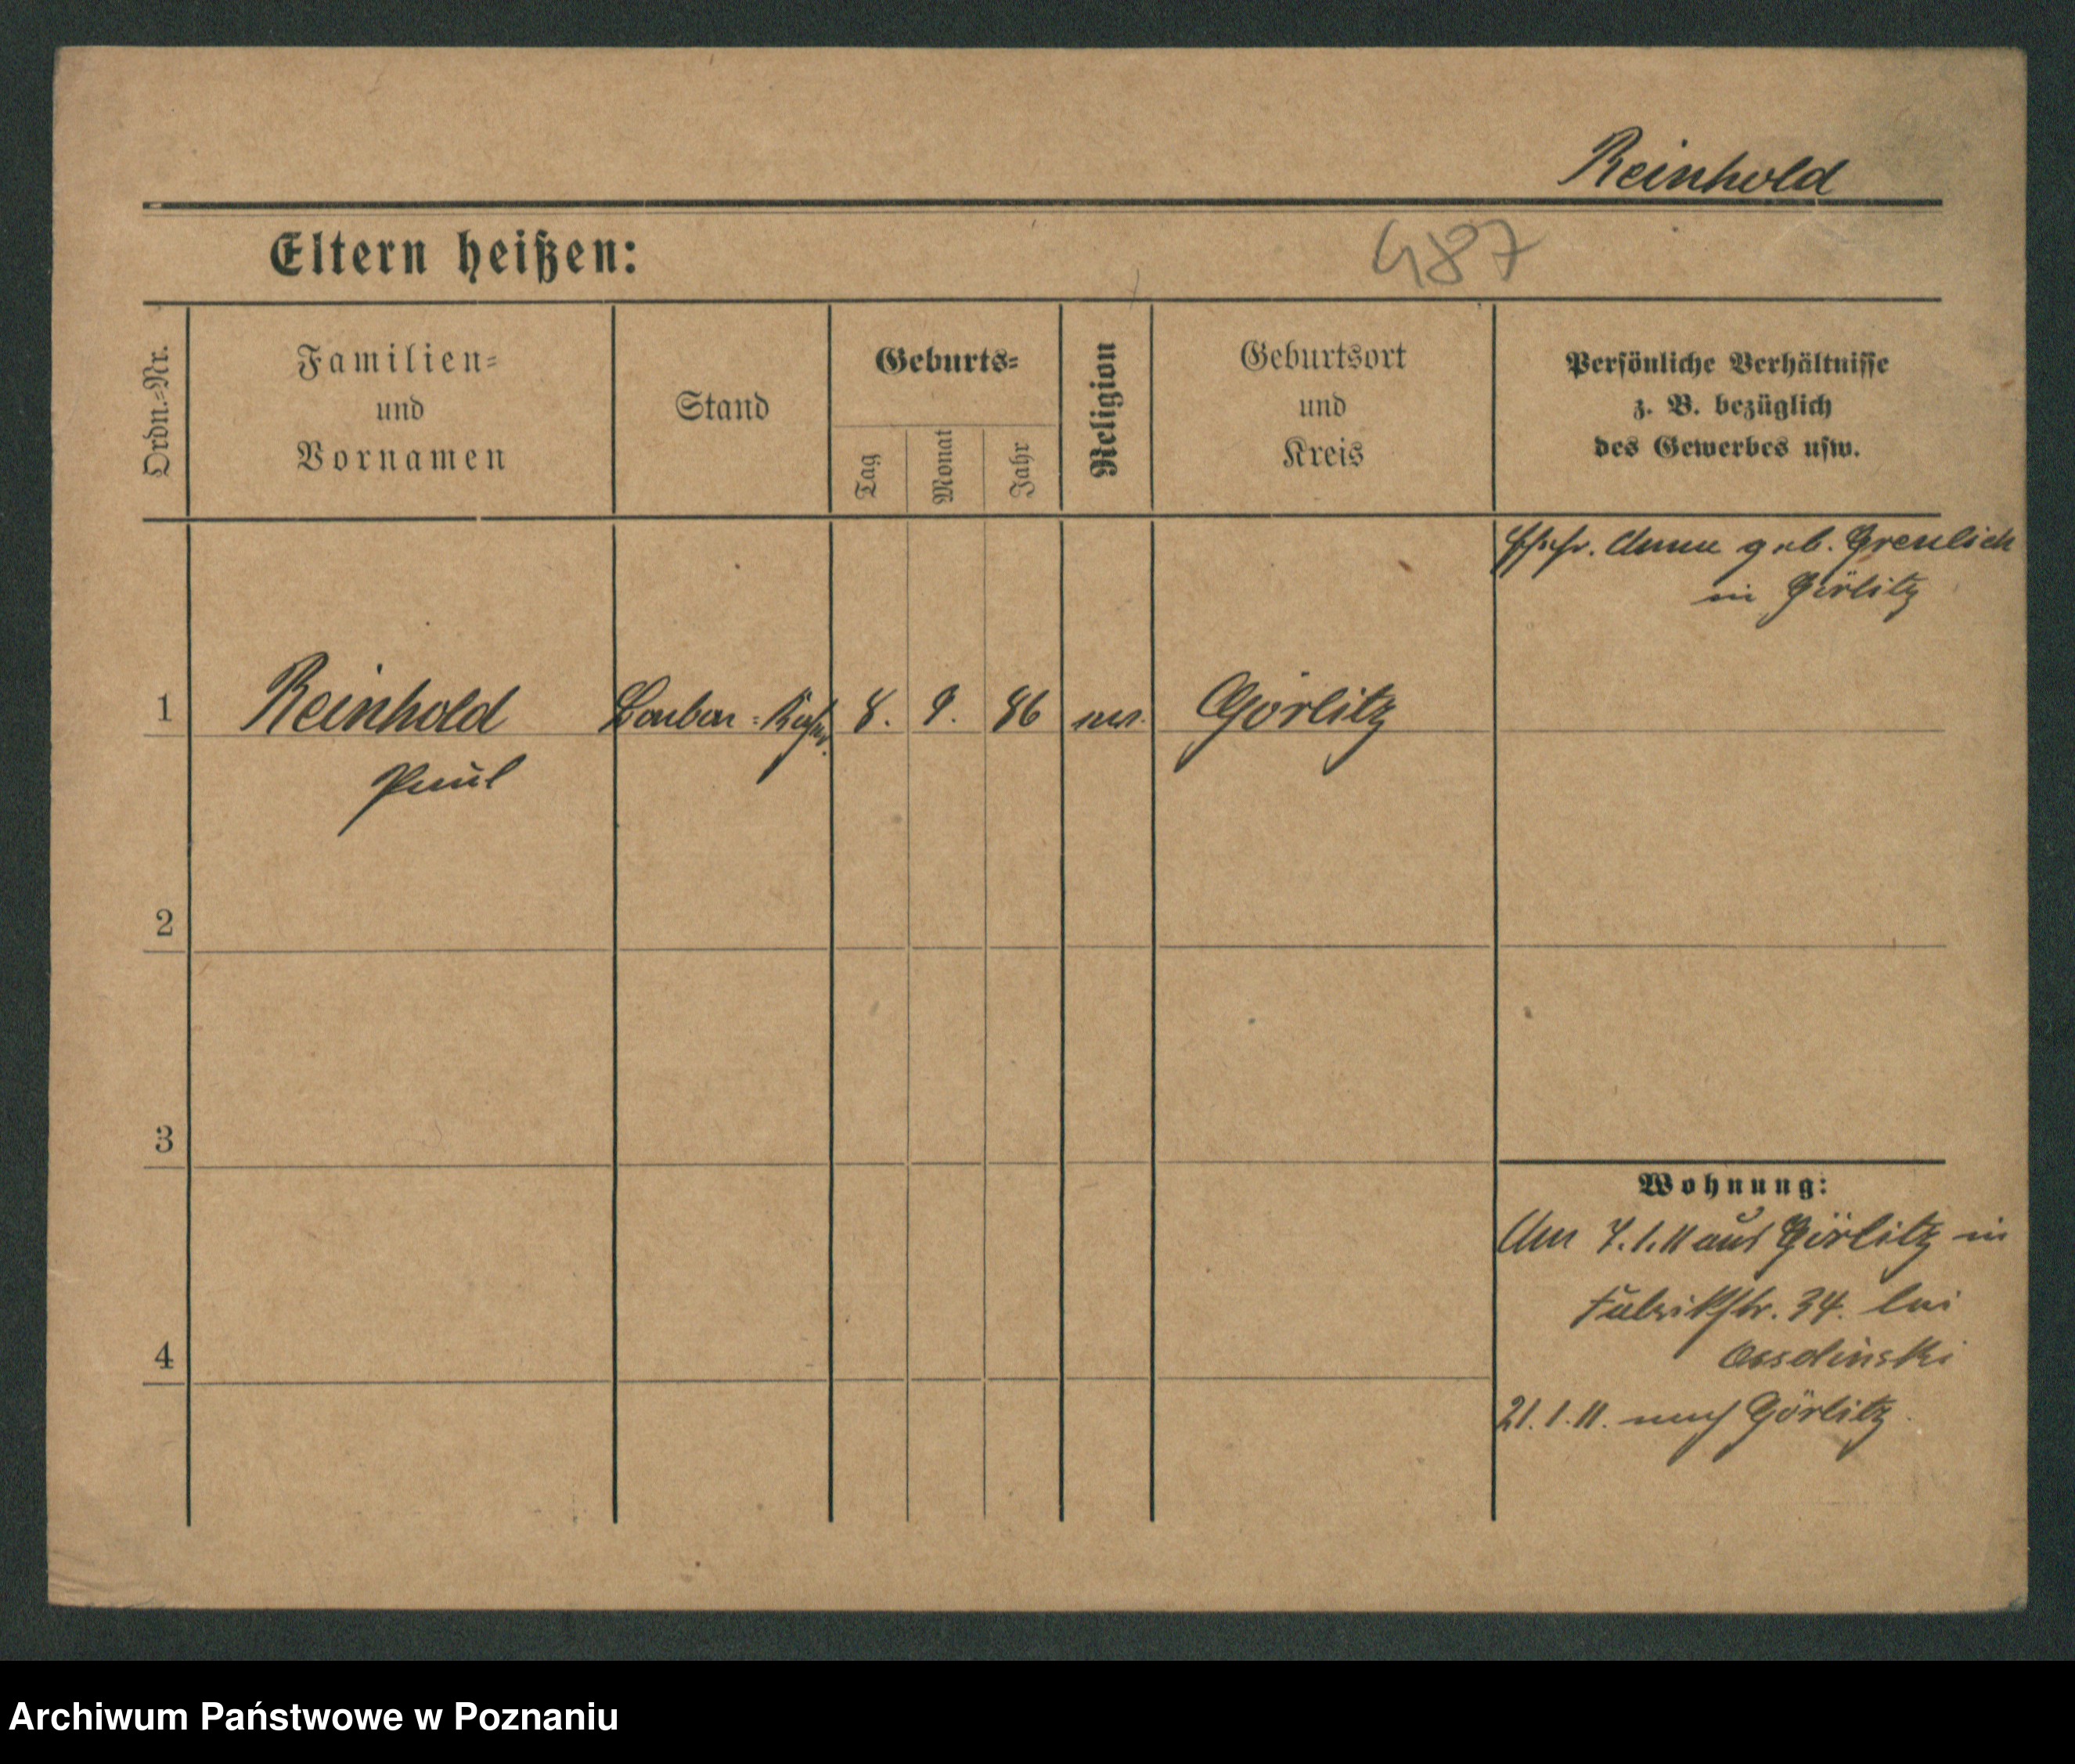 Reinhold
Eltern heißen:
487
Ordn.-Nr.
Familien-
und
Vornamen
Stand
Geburts-
Tag
Monat
Jahr
Religion
Geburtsort
und
Kreis
Persönliche Verhältnisse
z. B. bezüglich
des Gewerbes usw.
Ehefr. Anna geb. Greulich
in Görlitz
1
Reinhold
8. 9. 86
Görlitz
Paul
2
3
Wohnung:
Am 7.1.11 aus Görlitz in
Fabrikstr. 34. bei
21.1.11. nach Görlitz.
4
Archiwum Państwowe w Poznaniu